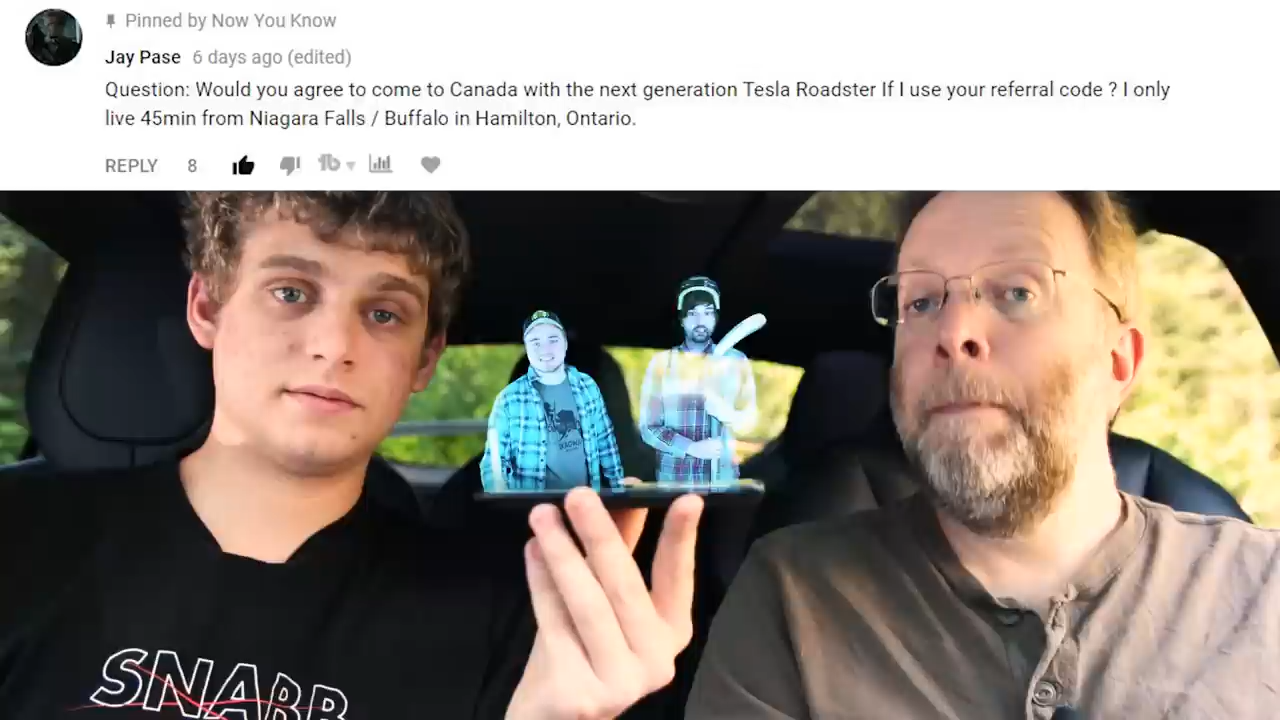 Pinned by Now You Know
Jay Pase 6 days ago (edited)
Question: Would you agree to come to Canada with the next generation Tesla Roadster If I use your referral code ? I only
live 45min from Niagara Falls / Buffalo in Hamilton, Ontario.
REPLY 8
SNABB